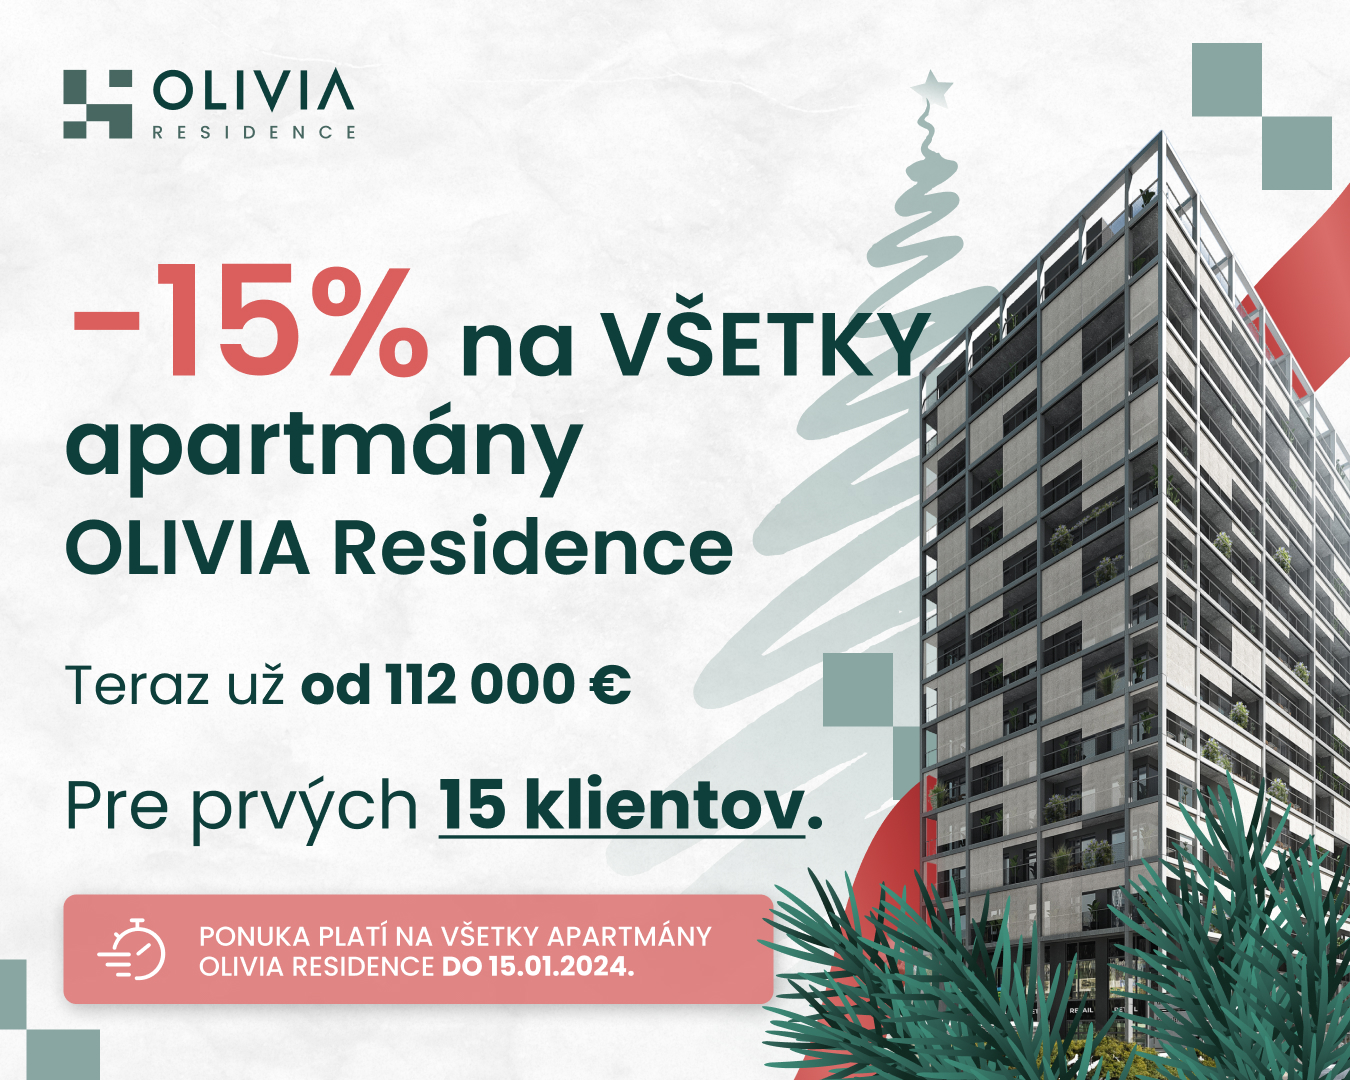 OLIVIA
RESIDENCE
-15% na VŠETKY
apartmány
OLIVIA Residence
Teraz už od 112 000 €
Pre prvých 15 klientov.
PONUKA PLATÍ NA VŠETKY APARTMÁNY
OLIVIA RESIDENCE DO 15.01.2024.
RETAIL